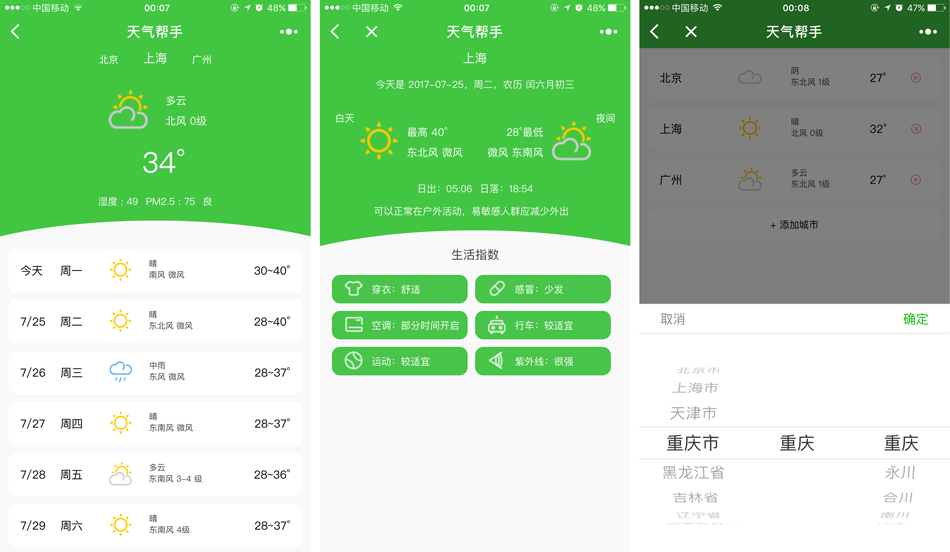 中国移动 00:07 48%
天气帮手
北京 上海 广州
多云
北风 0级
34°
湿度 : 49 PM2.5 : 75 良
今天 周一 晴 南风 微风 30~40°
7/25 周二 晴 东北风 微风 28~40°
7/26 周三 中雨 东风 微风 28~37°
7/27 周四 晴 东南风 微风 28~37°
7/28 周五 多云 东南风 3-4 级 28~36°
7/29 周六 晴 东南风 4级 28~37°
中国移动 00:07 48%
天气帮手
上海
今天是 2017-07-25，周二，农历 闰六月初三
白天 夜间
最高 40° 28°最低
东北风 微风 微风 东南风
日出：05:06 日落：18:54
可以正常在户外活动，易敏感人群应减少外出
生活指数
穿衣：舒适 感冒：少发
空调：部分时间开启 行车：较适宜
运动：较适宜 紫外线：很强
中国移动 00:08 47%
天气帮手
北京 阴 东北风 1级 27°
上海 晴 北风 0级 32°
广州 多云 东北风 1级 27°
+ 添加城市
取消 确定
北京市
上海市
天津市
重庆市 重庆 重庆
黑龙江省 永川
吉林省 合川
辽宁省 南川